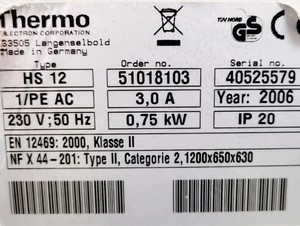 Thermo
ELECTRON CORPORATION
63505 Langenselbold
Made in Germany
TÜV NORD
GS
Type Order no. Serial no.
HS 12 51018103 40525579
1/PE AC 3,0 A Year: 2006
230 V; 50 Hz 0,75 kW IP 20
EN 12469: 2000, Klasse II
NF X 44-201: Type II, Categorie 2,1200x650x630